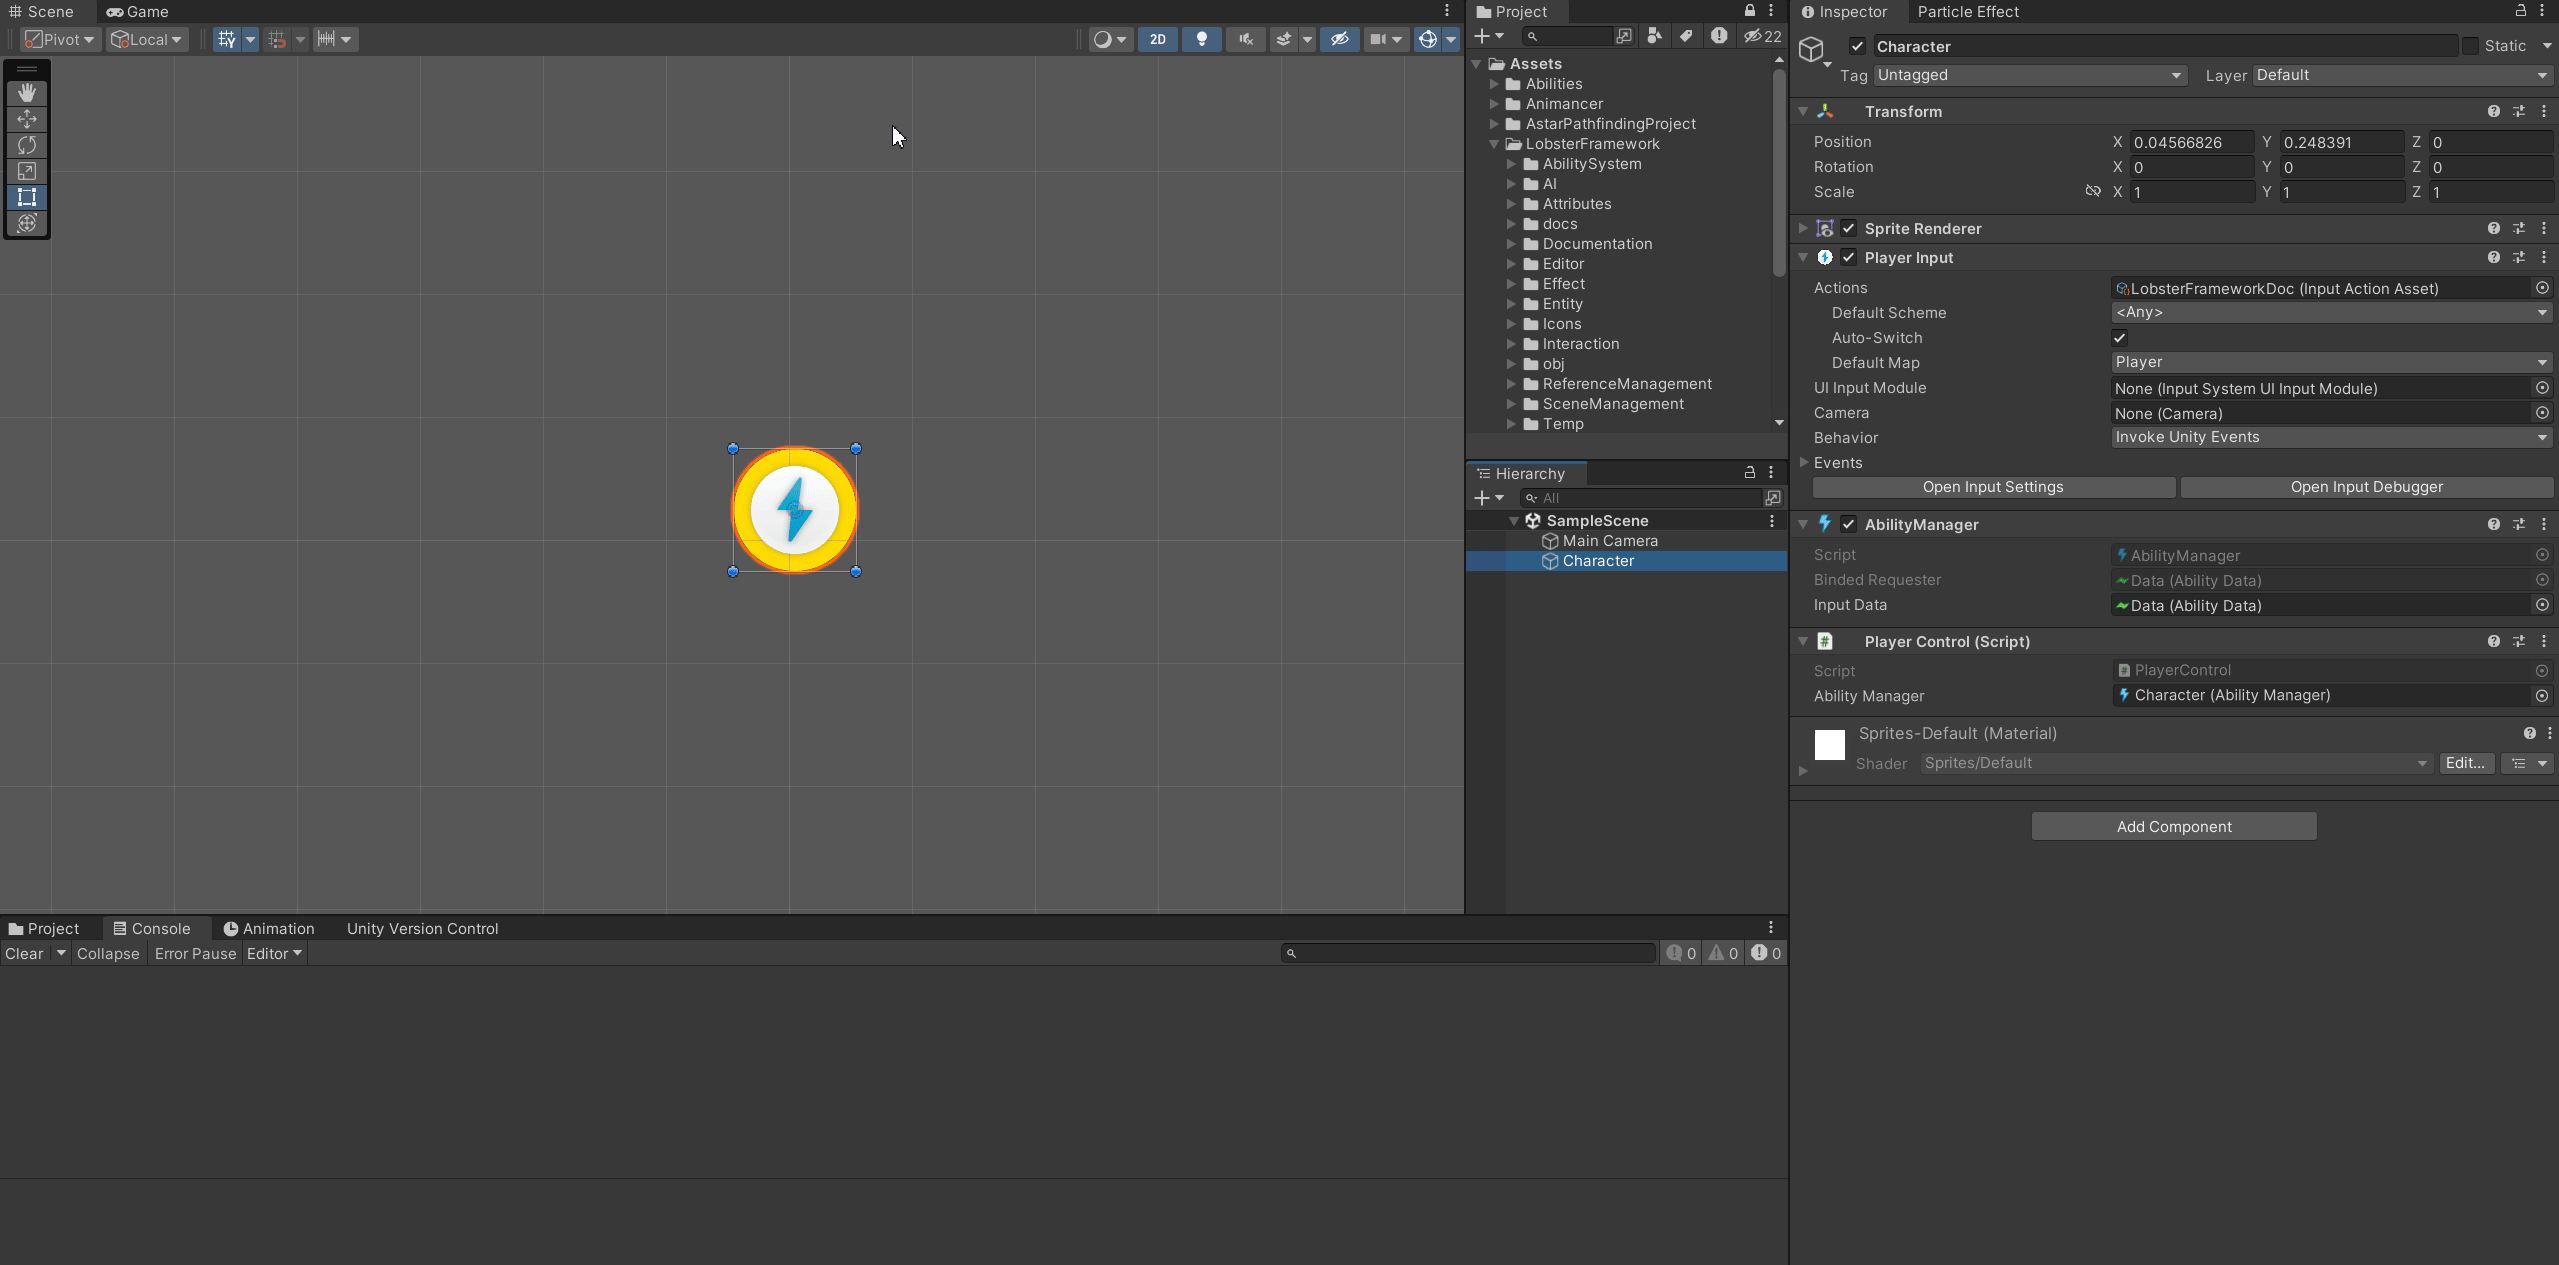 Scene
Game
Pivot
Local
2D
Project
22
Assets
Abilities
Animancer
AstarPathfindingProject
LobsterFramework
AbilitySystem
AI
Attributes
docs
Documentation
Editor
Effect
Entity
Icons
Interaction
obj
ReferenceManagement
SceneManagement
Temp
Hierarchy
All
SampleScene
Main Camera
Character
Inspector
Particle Effect
Character
Static
Tag Untagged Layer Default
Transform
Position X 0.04566826 Y 0.248391 Z 0
Rotation X 0 Y 0 Z 0
Scale X 1 Y 1 Z 1
Sprite Renderer
Player Input
Actions LobsterFrameworkDoc (Input Action Asset)
Default Scheme <Any>
Auto-Switch
Default Map Player
UI Input Module None (Input System UI Input Module)
Camera None (Camera)
Behavior Invoke Unity Events
Events
Open Input Settings Open Input Debugger
AbilityManager
Script AbilityManager
Binded Requester Data (Ability Data)
Input Data Data (Ability Data)
Player Control (Script)
Script PlayerControl
Ability Manager Character (Ability Manager)
Sprites-Default (Material)
Shader Sprites/Default Edit...
Add Component
Project Console Animation Unity Version Control
Clear Collapse Error Pause Editor 0 0 0